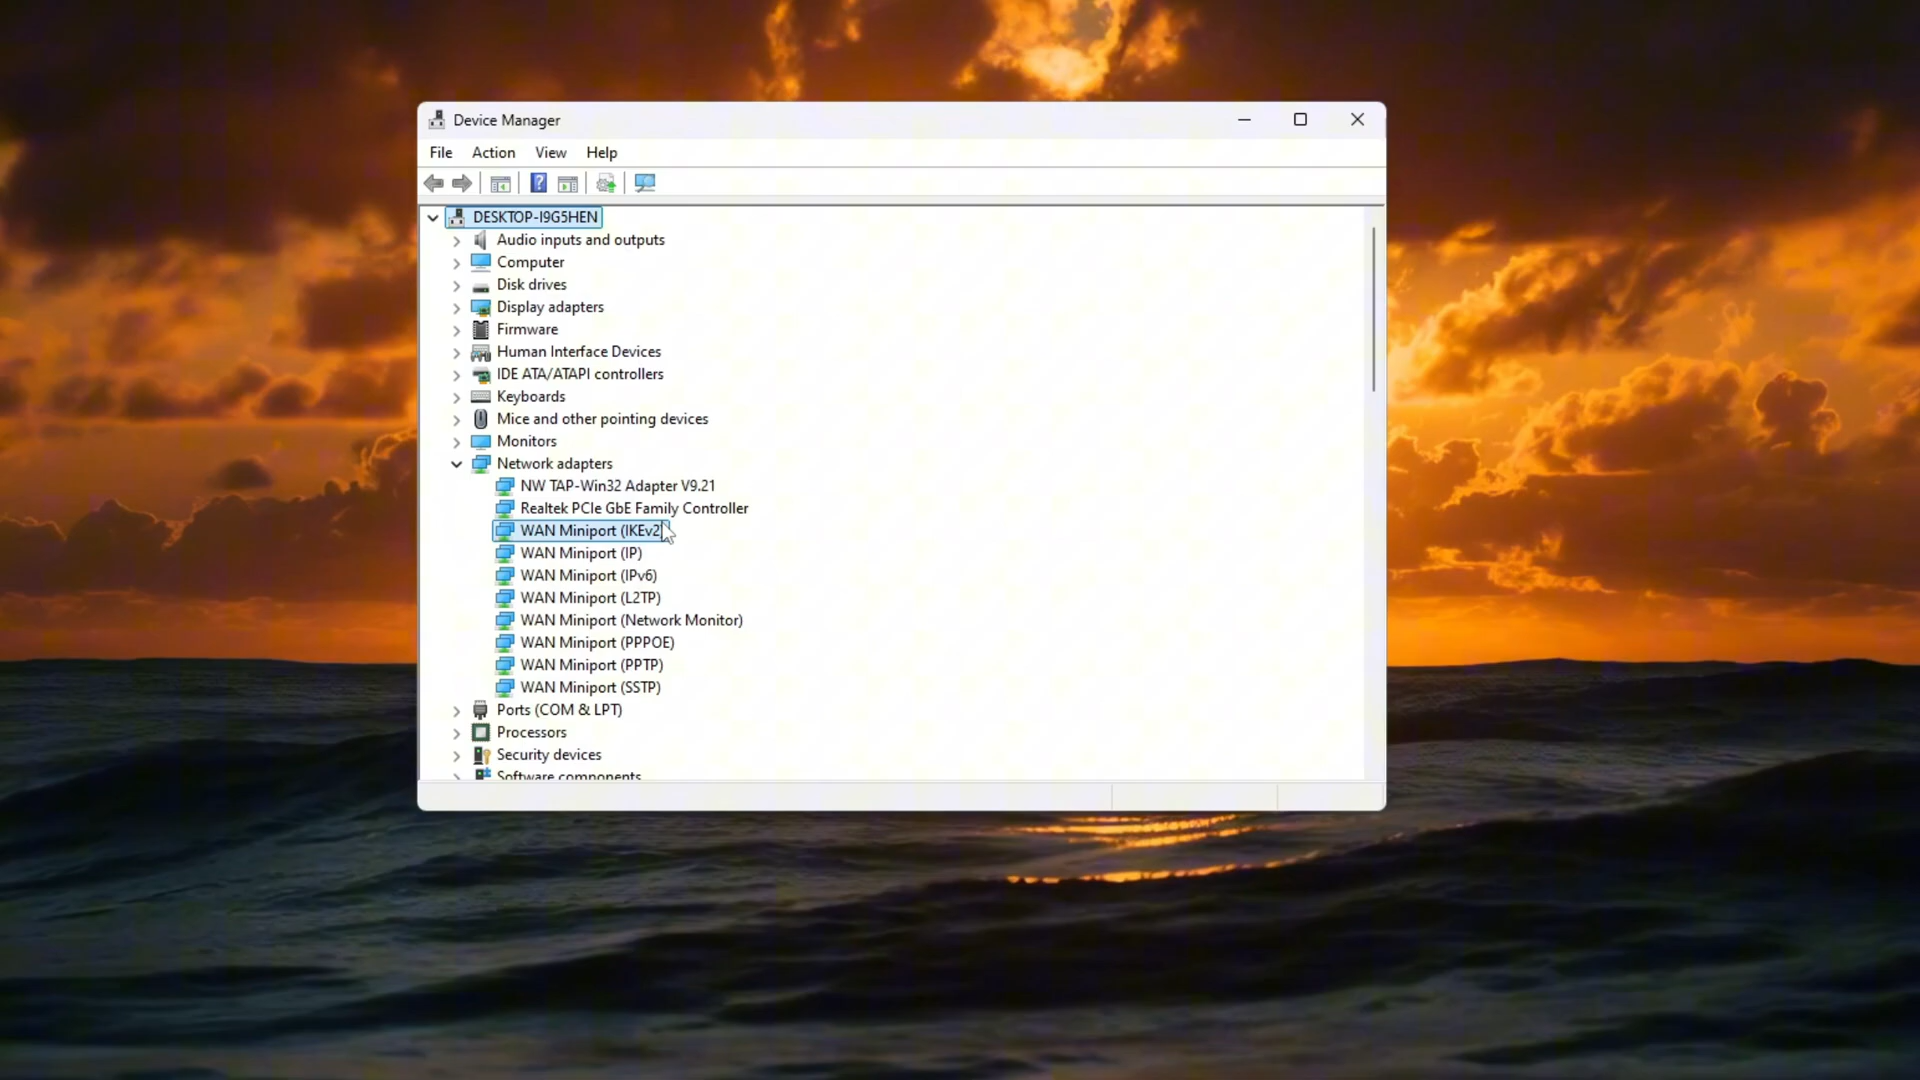 Device Manager
File Action View Help
DESKTOP-I9G5HEN
Audio inputs and outputs
Computer
Disk drives
Display adapters
Firmware
Human Interface Devices
IDE ATA/ATAPI controllers
Keyboards
Mice and other pointing devices
Monitors
Network adapters
NW TAP-Win32 Adapter V9.21
Realtek PCIe GbE Family Controller
WAN Miniport (IKEv2)
WAN Miniport (IP)
WAN Miniport (IPv6)
WAN Miniport (L2TP)
WAN Miniport (Network Monitor)
WAN Miniport (PPPOE)
WAN Miniport (PPTP)
WAN Miniport (SSTP)
Ports (COM & LPT)
Processors
Security devices
Software components